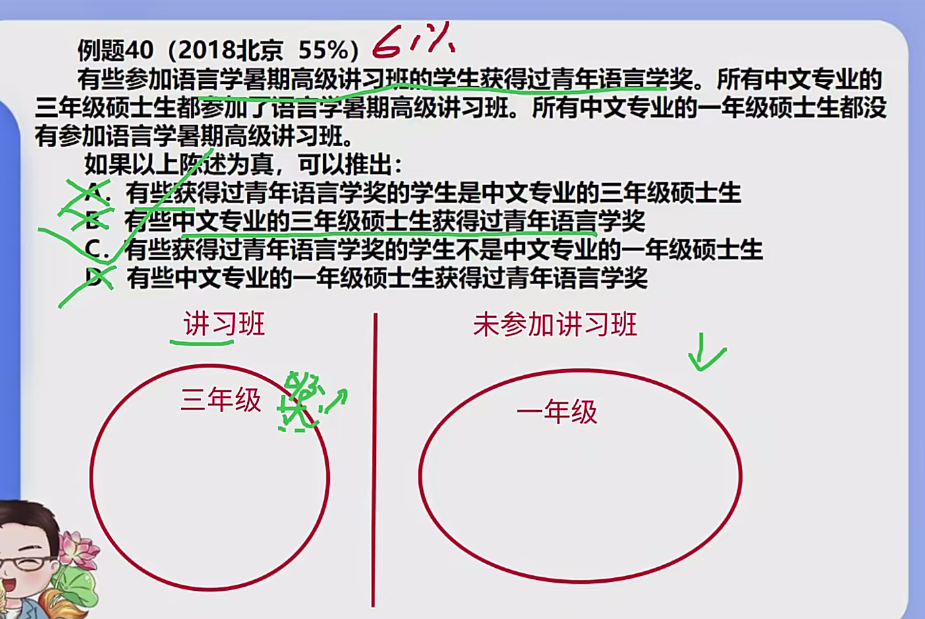 例题40（2018北京 55%） 61%
有些参加语言学暑期高级讲习班的学生获得过青年语言学奖。所有中文专业的
三年级硕士生都参加了语言学暑期高级讲习班。所有中文专业的一年级硕士生都没
有参加语言学暑期高级讲习班。
如果以上陈述为真，可以推出：
A．有些获得过青年语言学奖的学生是中文专业的三年级硕士生
B．有些中文专业的三年级硕士生获得过青年语言学奖
C．有些获得过青年语言学奖的学生不是中文专业的一年级硕士生
D．有些中文专业的一年级硕士生获得过青年语言学奖
讲习班 未参加讲习班
三年级 一年级